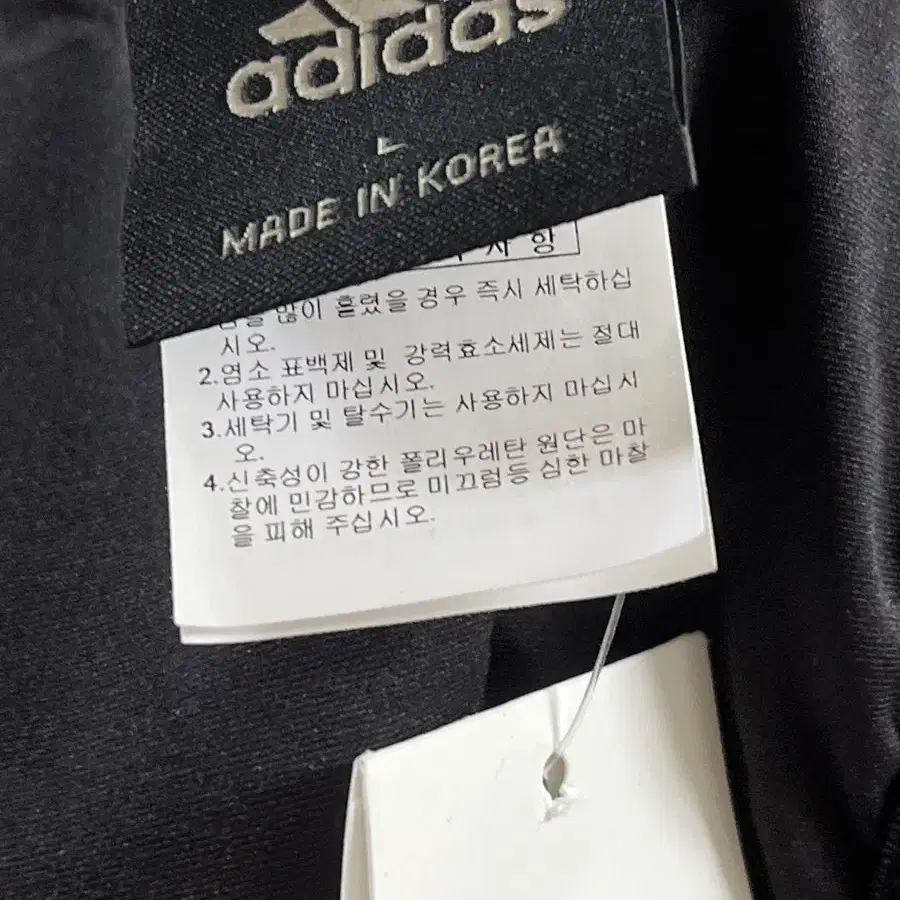 adidas
L
MADE IN KOREA
사 항
많이 흘렸을 경우 즉시 세탁하십
시오.
2.염소 표백제 및 강력효소세제는 절대
사용하지 마십시오.
3.세탁기 및 탈수기는 사용하지 마십시
오.
4.신축성이 강한 폴리우레탄 원단은 마
찰에 민감하므로 미끄럼등 심한 마찰
을 피해 주십시오.